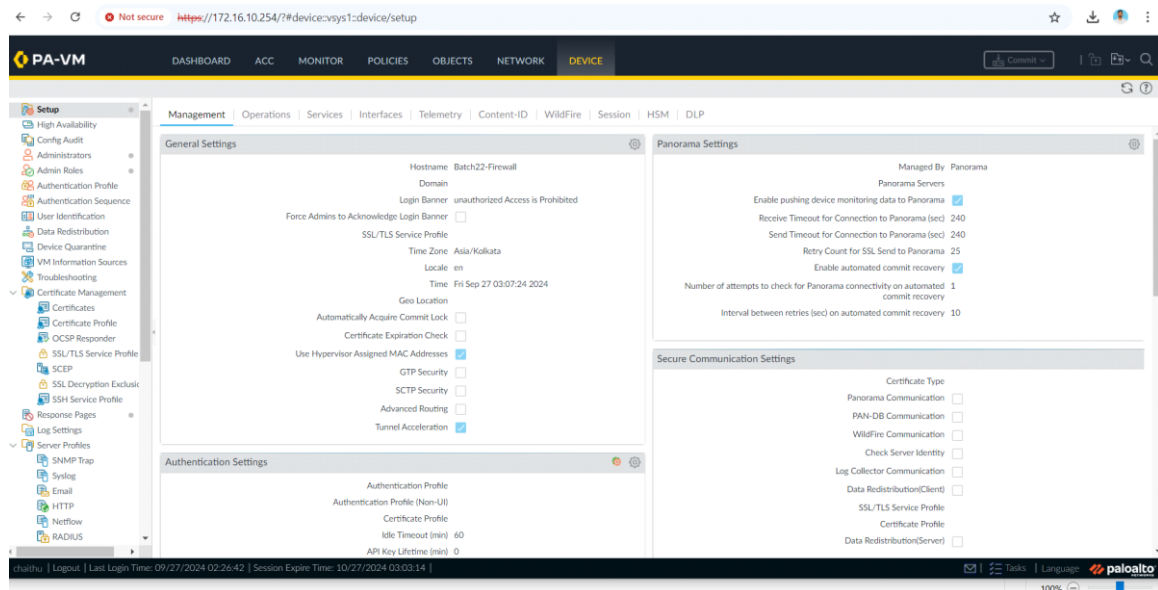 Not secure https://172.16.10.254/?#device::vsys1::device/setup
PA-VM DASHBOARD ACC MONITOR POLICIES OBJECTS NETWORK DEVICE Commit
Setup
High Availability
Config Audit
Administrators
Admin Roles
Authentication Profile
Authentication Sequence
User Identification
Data Redistribution
Device Quarantine
VM Information Sources
Troubleshooting
Certificate Management
Certificates
Certificate Profile
OCSP Responder
SSL/TLS Service Profile
SCEP
SSL Decryption Exclusio
SSH Service Profile
Response Pages
Log Settings
Server Profiles
SNMP Trap
Syslog
Email
HTTP
Netflow
RADIUS
Management Operations Services Interfaces Telemetry Content-ID WildFire Session HSM DLP
General Settings
Hostname Batch22-Firewall
Domain
Login Banner unauthorized Access is Prohibited
Force Admins to Acknowledge Login Banner
SSL/TLS Service Profile
Time Zone Asia/Kolkata
Locale en
Time Fri Sep 27 03:07:24 2024
Geo Location
Automatically Acquire Commit Lock
Certificate Expiration Check
Use Hypervisor Assigned MAC Addresses
GTP Security
SCTP Security
Advanced Routing
Tunnel Acceleration
Authentication Settings
Authentication Profile
Authentication Profile (Non-UI)
Certificate Profile
Idle Timeout (min) 60
API Key Lifetime (min) 0
Panorama Settings
Managed By Panorama
Panorama Servers
Enable pushing device monitoring data to Panorama
Receive Timeout for Connection to Panorama (sec) 240
Send Timeout for Connection to Panorama (sec) 240
Retry Count for SSL Send to Panorama 25
Enable automated commit recovery
Number of attempts to check for Panorama connectivity on automated 1
commit recovery
Interval between retries (sec) on automated commit recovery 10
Secure Communication Settings
Certificate Type
Panorama Communication
PAN-DB Communication
WildFire Communication
Check Server Identity
Log Collector Communication
Data Redistribution(Client)
SSL/TLS Service Profile
Certificate Profile
Data Redistribution(Server)
chaithu | Logout | Last Login Time: 09/27/2024 02:26:42 | Session Expire Time: 10/27/2024 03:03:14 | Tasks | Language paloalto NETWORKS
100%